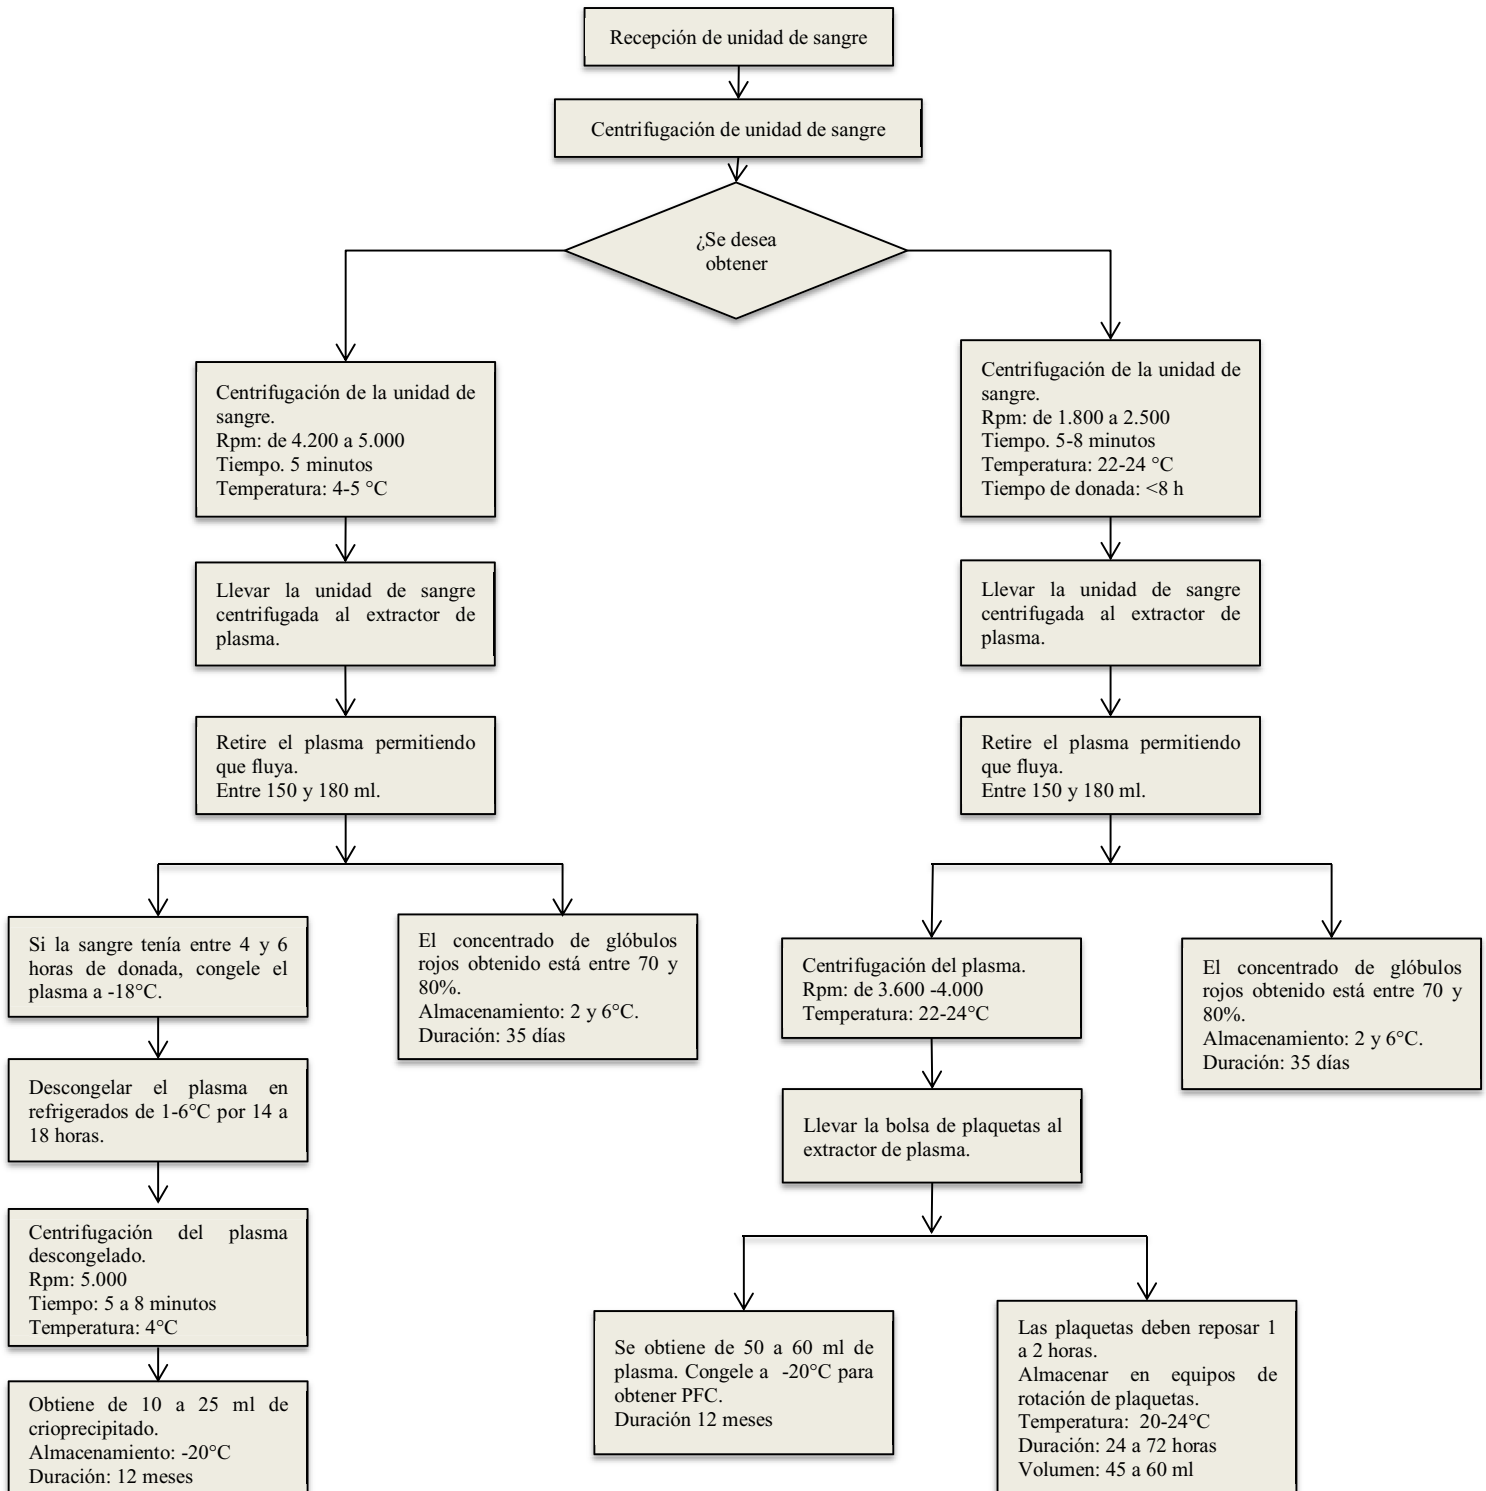 Recepción de unidad de sangre
Centrifugación de unidad de sangre
¿Se desea
obtener
Centrifugación de la unidad de
sangre.
Rpm: de 4.200 a 5.000
Tiempo. 5 minutos
Temperatura: 4-5 °C
Llevar la unidad de sangre
centrifugada al extractor de
plasma.
Retire el plasma permitiendo
que fluya.
Entre 150 y 180 ml.
Si la sangre tenía entre 4 y 6
horas de donada, congele el
plasma a -18°C.
Descongelar el plasma en
refrigerados de 1-6°C por 14 a
18 horas.
Centrifugación del plasma
descongelado.
Rpm: 5.000
Tiempo: 5 a 8 minutos
Temperatura: 4°C
Obtiene de 10 a 25 ml de
crioprecipitado.
Almacenamiento: -20°C
Duración: 12 meses
El concentrado de glóbulos
rojos obtenido está entre 70 y
80%.
Almacenamiento: 2 y 6°C.
Duración: 35 días
Centrifugación de la unidad de
sangre.
Rpm: de 1.800 a 2.500
Tiempo. 5-8 minutos
Temperatura: 22-24 °C
Tiempo de donada: <8 h
Llevar la unidad de sangre
centrifugada al extractor de
plasma.
Retire el plasma permitiendo
que fluya.
Entre 150 y 180 ml.
Centrifugación del plasma.
Rpm: de 3.600 -4.000
Temperatura: 22-24°C
Llevar la bolsa de plaquetas al
extractor de plasma.
Se obtiene de 50 a 60 ml de
plasma. Congele a -20°C para
obtener PFC.
Duración 12 meses
Las plaquetas deben reposar 1
a 2 horas.
Almacenar en equipos de
rotación de plaquetas.
Temperatura: 20-24°C
Duración: 24 a 72 horas
Volumen: 45 a 60 ml
El concentrado de glóbulos
rojos obtenido está entre 70 y
80%.
Almacenamiento: 2 y 6°C.
Duración: 35 días